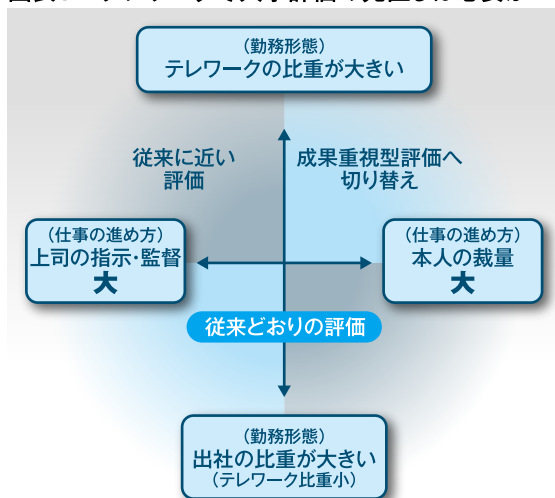 (勤務形態)
テレワークの比重が大きい
従来に近い
評価
成果重視型評価へ
切り替え
(仕事の進め方)
上司の指示・監督
大
(仕事の進め方)
本人の裁量
大
従来どおりの評価
(勤務形態)
出社の比重が大きい
(テレワーク比重小)